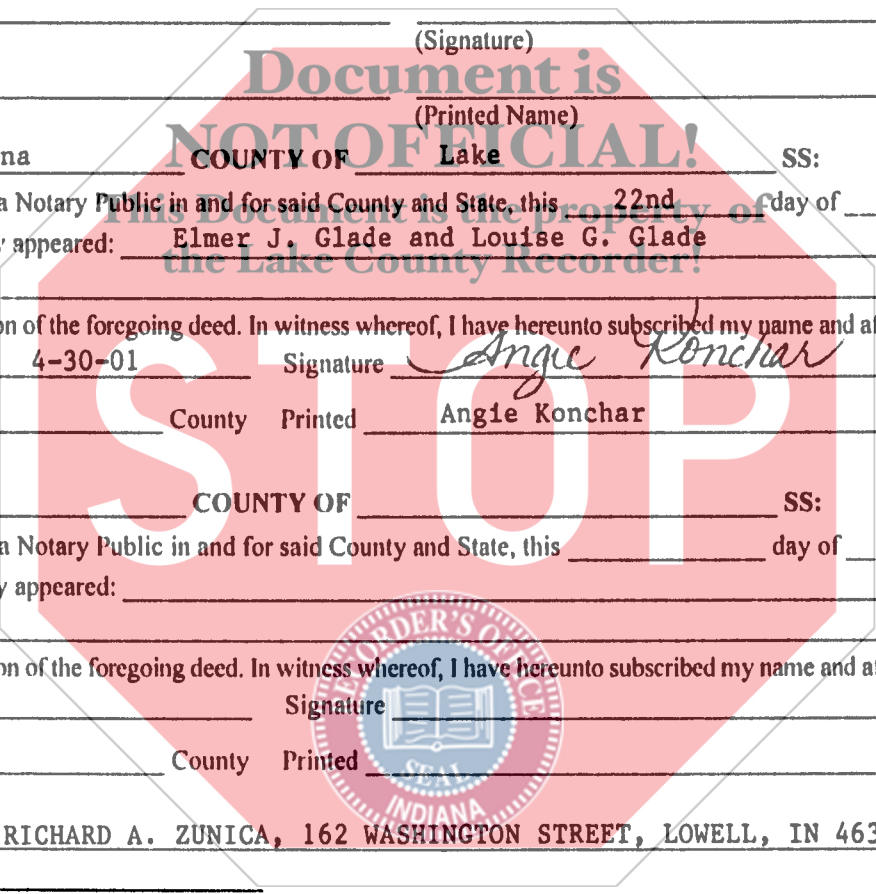 (Signature)
Document is
(Printed Name)
NOT OFFICIAL!
na COUNTY OF Lake SS:
a Notary Public in and for said County and State, this 22nd day of
This Document is the property of
y appeared: Elmer J. Glade and Louise G. Glade
the Lake County Recorder!
on of the foregoing deed. In witness whereof, I have hereunto subscribed my name and af
4-30-01 Signature Angie Konchar
STOP
County Printed Angie Konchar
COUNTY OF SS:
a Notary Public in and for said County and State, this day of
y appeared:
RECORDER'S OFFICE
on of the foregoing deed. In witness whereof, I have hereunto subscribed my name and af
Signature
County Printed
SEAL
INDIANA
RICHARD A. ZUNICA, 162 WASHINGTON STREET, LOWELL, IN 463